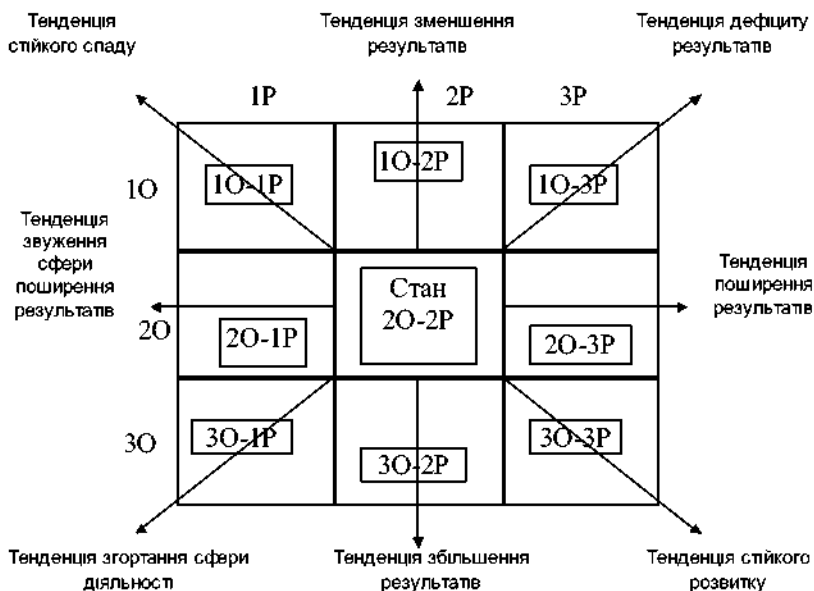 Тенденція
стійкого спаду
Тенденція зменшення
результатів
Тенденція дефіциту
результатів
1Р
2Р
3Р
1О
1О-1Р
1О-2Р
1О-3Р
Тенденція
звуження
сфери
поширення
результатів
2О
2О-1Р
Стан
2О-2Р
2О-3Р
Тенденція
поширення
результатів
3О
3О-1Р
3О-2Р
3О-3Р
Тенденція згортання сфери
діяльності
Тенденція збільшення
результатів
Тенденція стійкого
розвитку